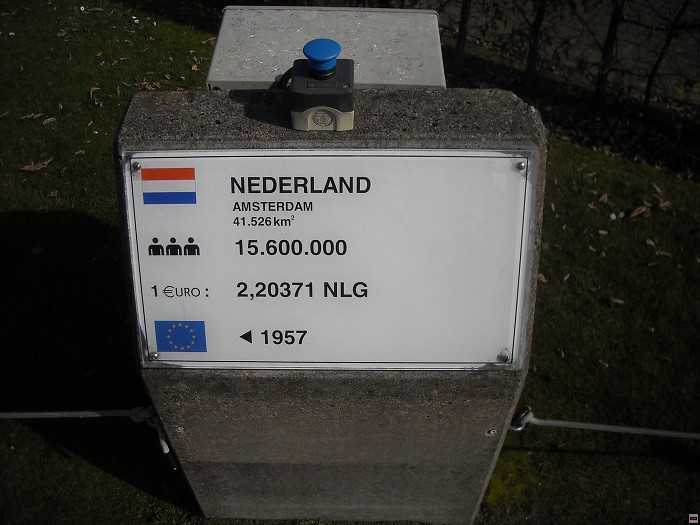 NEDERLAND
AMSTERDAM
41.526 km²
15.600.000
1 €URO : 2,20371 NLG
◄ 1957